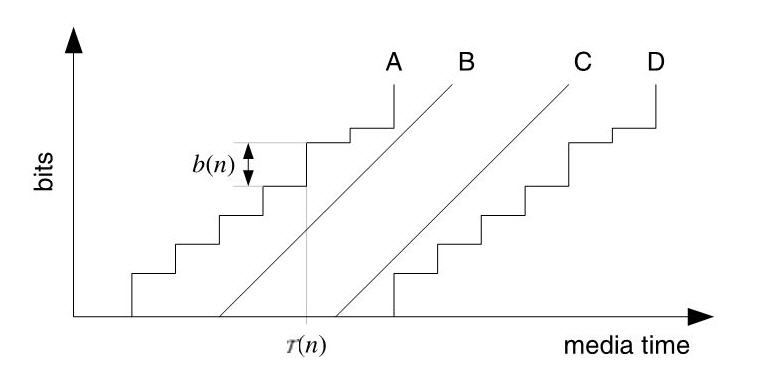 A B C D
b(n)
bits
τ(n)
media time